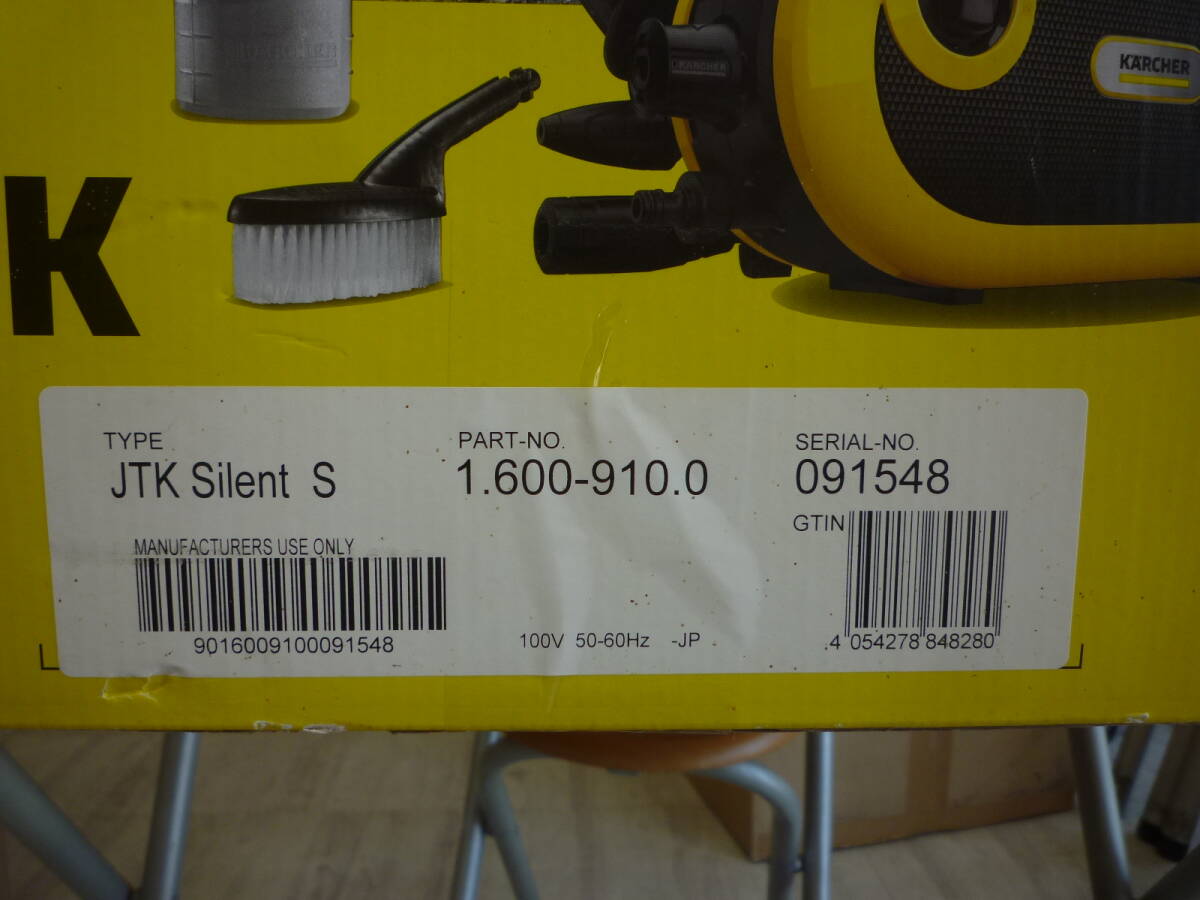 KÄRCHER
KÄRCHER
K
TYPE PART-NO. SERIAL-NO.
JTK Silent S 1.600-910.0 091548
GTIN
MANUFACTURERS USE ONLY
9016009100091548 100V 50-60Hz -JP 4 054278 848280